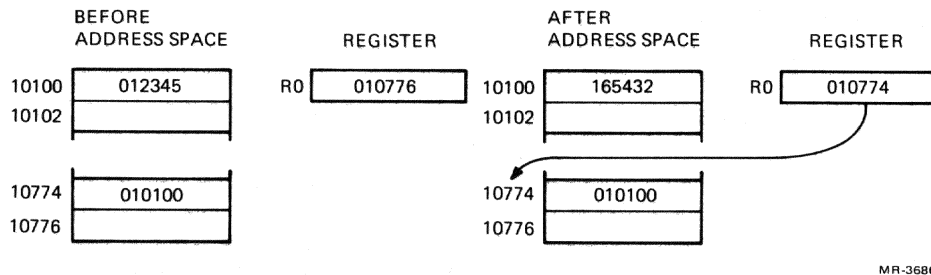 BEFORE
ADDRESS SPACE
REGISTER
AFTER
ADDRESS SPACE
REGISTER
10100 012345 R0 010776 10100 165432 R0 010774
10102 10102
10774 010100 10774 010100
10776 10776